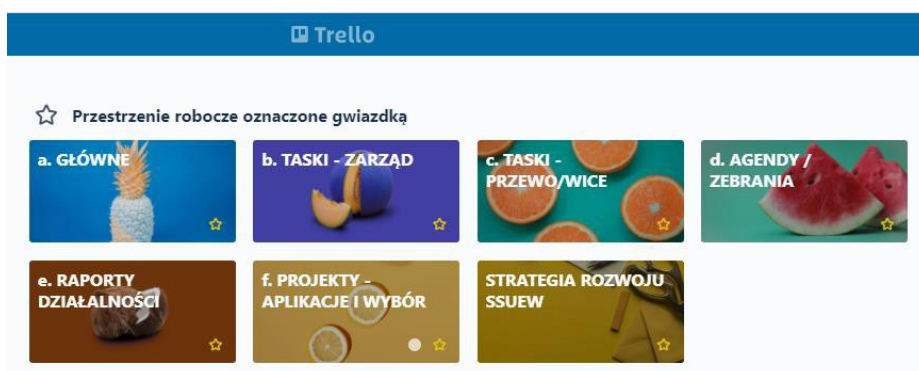 Trello
Przestrzenie robocze oznaczone gwiazdką
a. GŁÓWNE
b. TASKI - ZARZĄD
c. TASKI -
PRZEWO/WICE
d. AGENDY /
ZEBRANIA
e. RAPORTY
DZIAŁALNOŚCI
f. PROJEKTY -
APLIKACJE I WYBÓR
STRATEGIA ROZWOJU
SSUEW